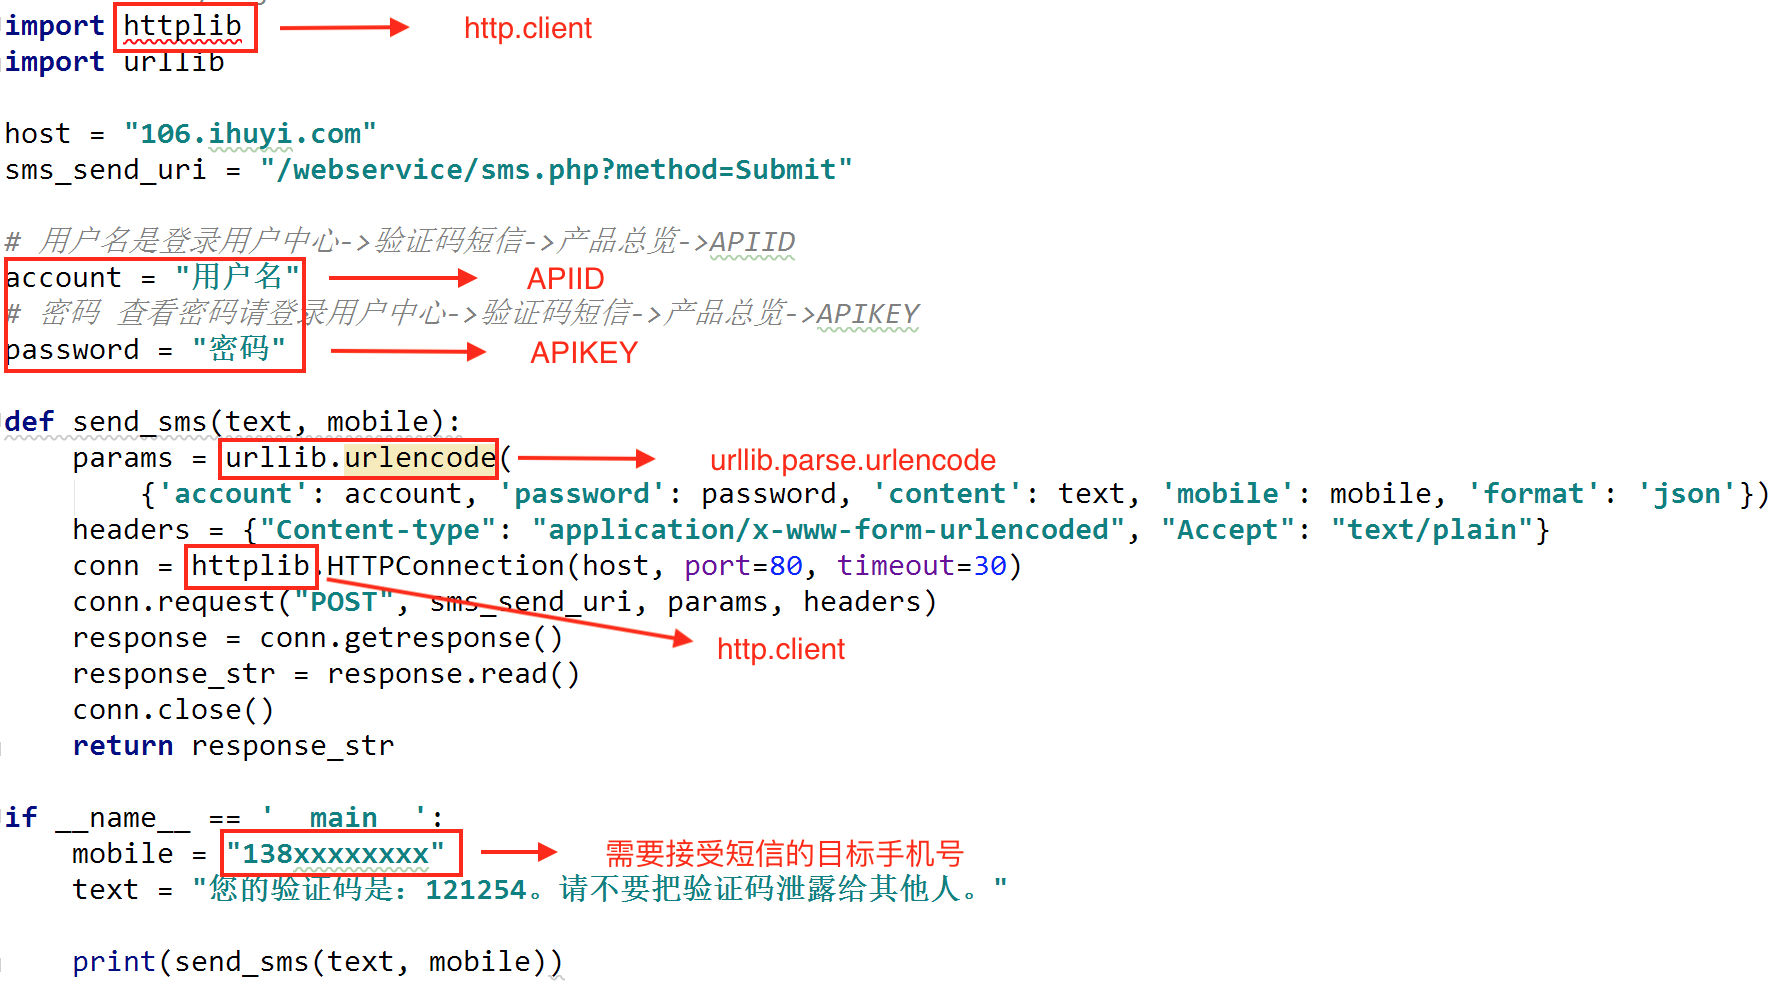 import httplib → http.client
import urllib
host = "106.ihuyi.com"
sms_send_uri = "/webservice/sms.php?method=Submit"
# 用户名是登录用户中心->验证码短信->产品总览->APIID
account = "用户名" → APIID
# 密码 查看密码请登录用户中心->验证码短信->产品总览->APIKEY
password = "密码" → APIKEY
def send_sms(text, mobile):
params = urllib.urlencode( → urllib.parse.urlencode
{'account': account, 'password': password, 'content': text, 'mobile': mobile, 'format': 'json'})
headers = {"Content-type": "application/x-www-form-urlencoded", "Accept": "text/plain"}
conn = httplib.HTTPConnection(host, port=80, timeout=30)
conn.request("POST", sms_send_uri, params, headers)
response = conn.getresponse()
http.client
response_str = response.read()
conn.close()
return response_str
if __name__ == '__main__':
mobile = "138xxxxxxxx" → 需要接受短信的目标手机号
text = "您的验证码是：121254。请不要把验证码泄露给其他人。"
print(send_sms(text, mobile))